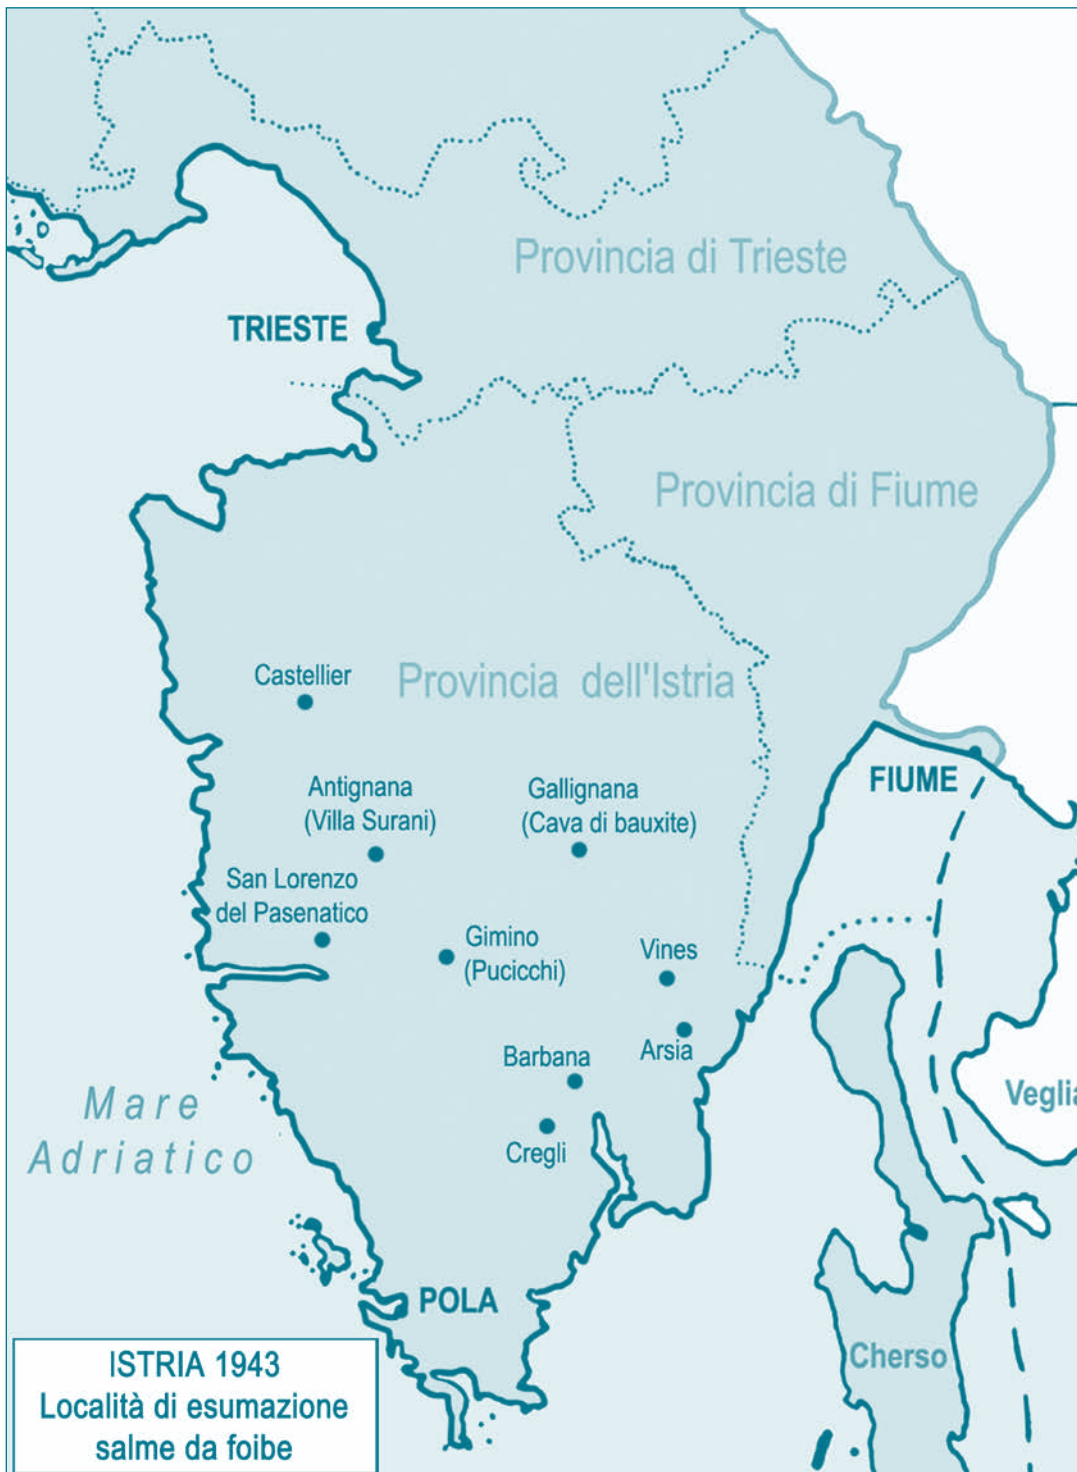 Provincia di Trieste
TRIESTE
Provincia di Fiume
Castellier
Provincia dell'Istria
FIUME
Antignana
(Villa Surani)
Gallignana
(Cava di bauxite)
San Lorenzo
del Pasenatico
Gimino
(Pucicchi)
Vines
Arsia
Barbana
Cregli
Veglia
Mare
Adriatico
POLA
Cherso
ISTRIA 1943
Località di esumazione
salme da foibe